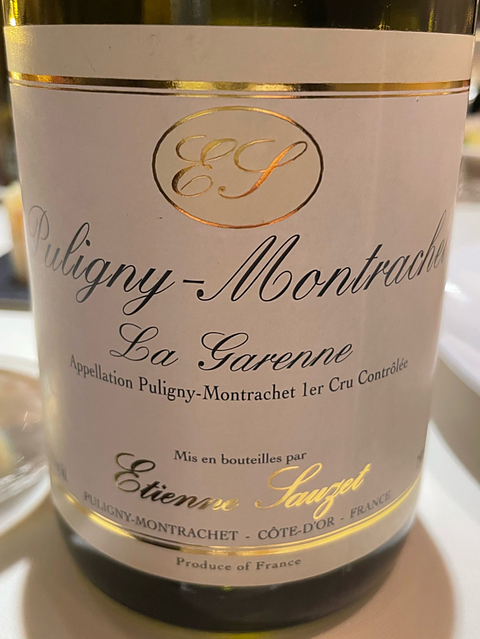 ES
Puligny-Montrachet
La Garenne
Appellation Puligny-Montrachet 1er Cru Contrôlée
Mis en bouteilles par
Etienne Sauzet
PULIGNY-MONTRACHET - CÔTE-D'OR - FRANCE
Produce of France